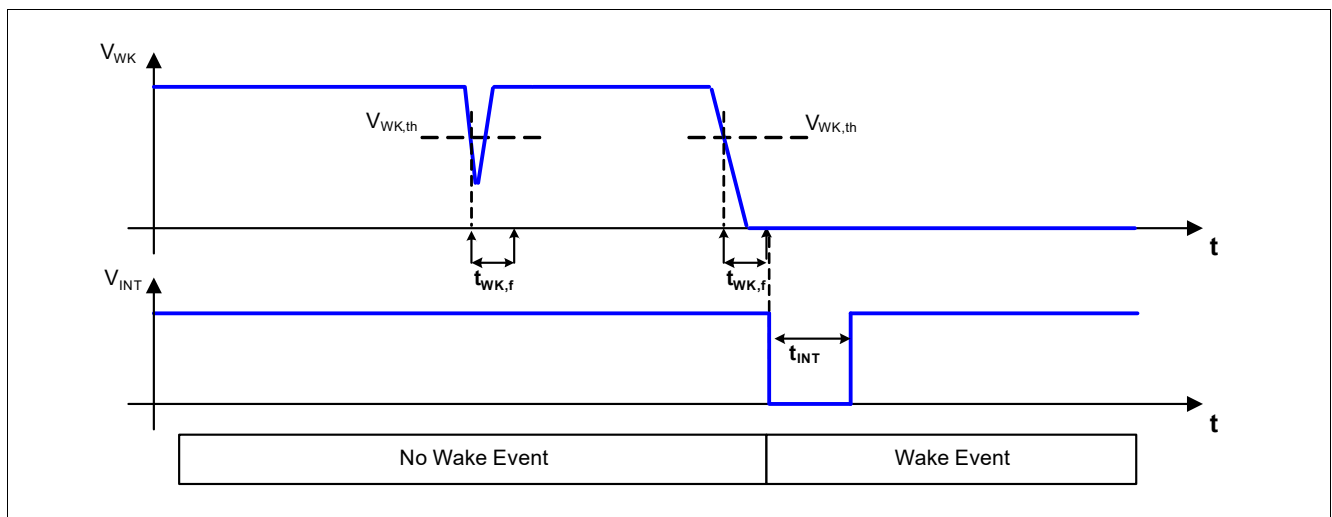 V_WK
V_WK,th
V_WK,th
t
t_WK,f
t_WK,f
V_INT
t_INT
t
No Wake Event
Wake Event